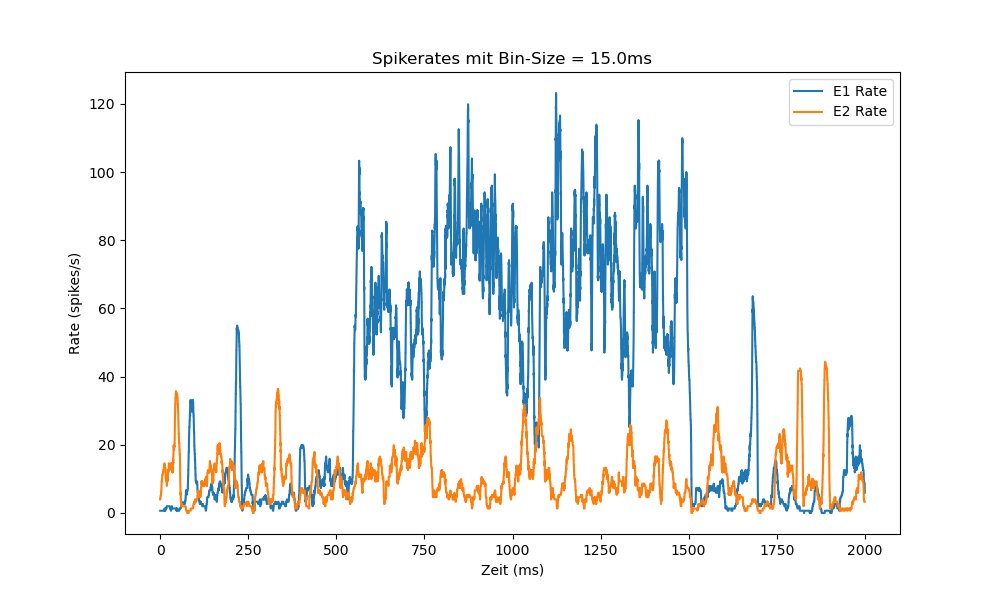 Spikerates mit Bin-Size = 15.0ms
E1 Rate
E2 Rate
120
100
80
60
40
20
0
Rate (spikes/s)
0 250 500 750 1000 1250 1500 1750 2000
Zeit (ms)